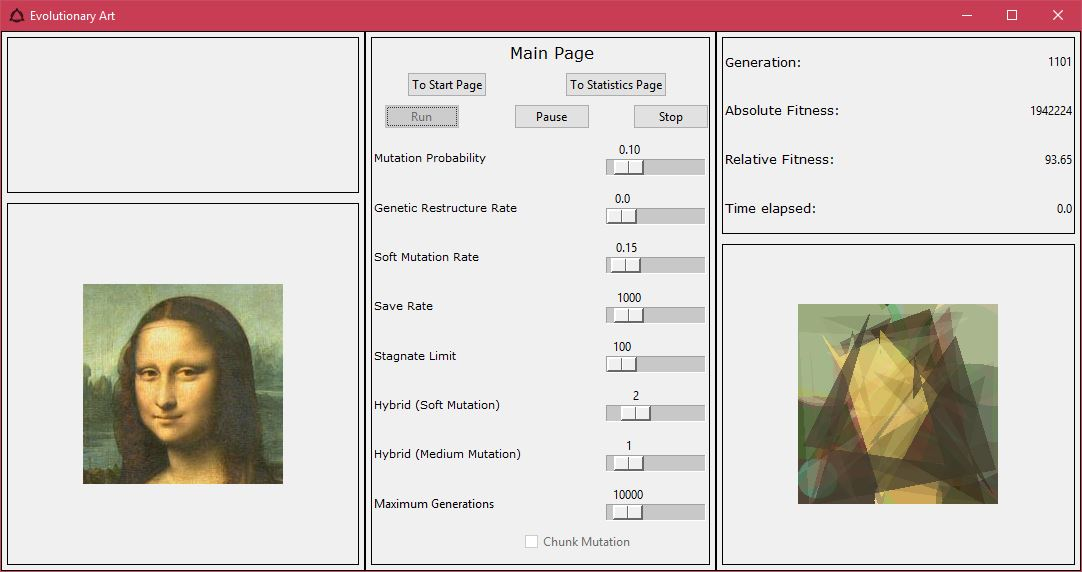 Evolutionary Art
Main Page
To Start Page
To Statistics Page
Run
Pause
Stop
Mutation Probability
0.10
Genetic Restructure Rate
0.0
Soft Mutation Rate
0.15
Save Rate
1000
Stagnate Limit
100
Hybrid (Soft Mutation)
2
Hybrid (Medium Mutation)
1
Maximum Generations
10000
Chunk Mutation
Generation:
1101
Absolute Fitness:
1942224
Relative Fitness:
93.65
Time elapsed:
0.0